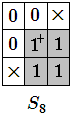 0 0 ×
0 1⁺ 1
× 1 1
S₈